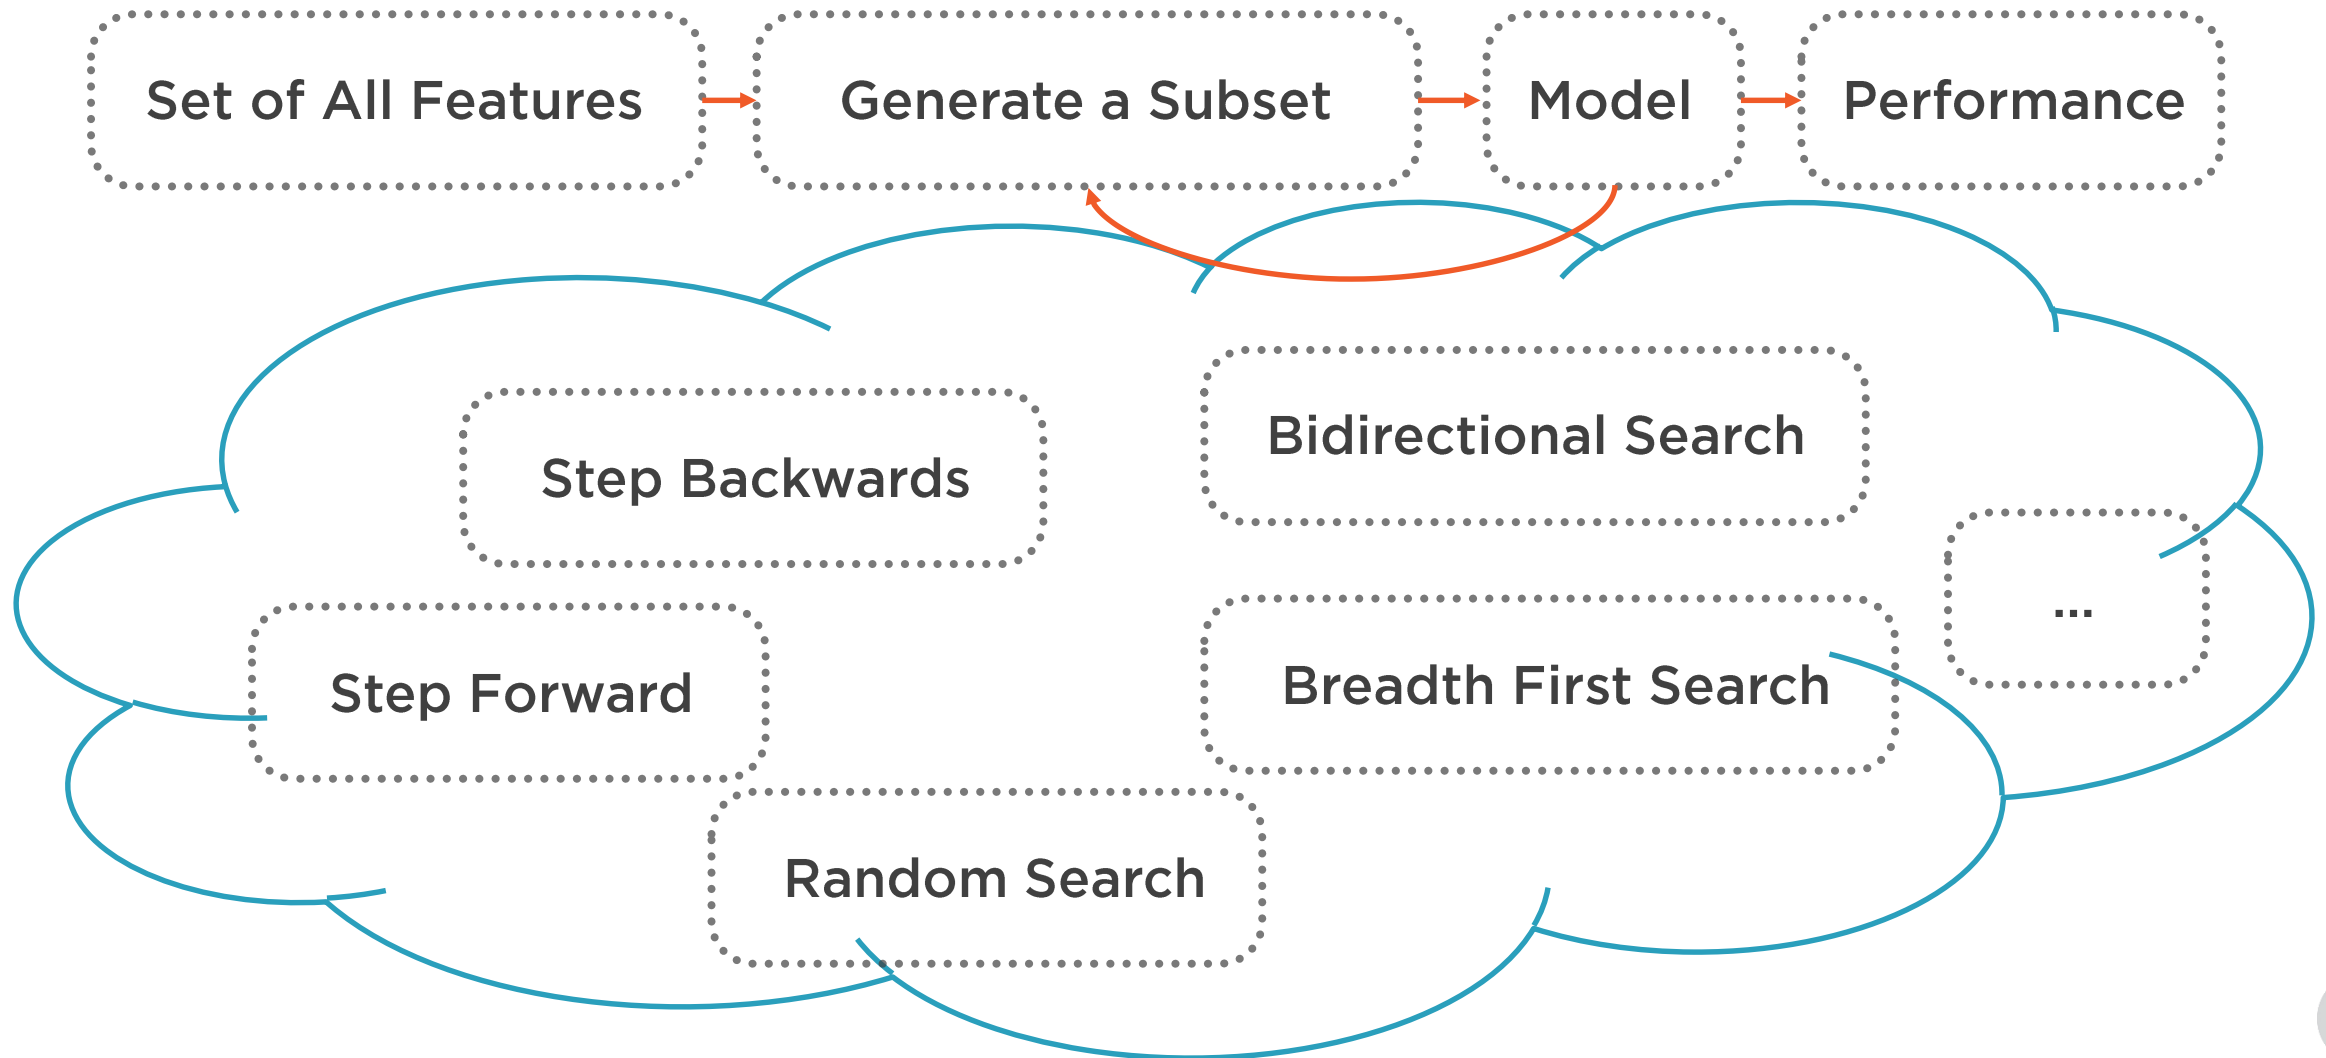 Set of All Features
Generate a Subset
Model
Performance
Step Backwards
Bidirectional Search
...
Step Forward
Breadth First Search
Random Search